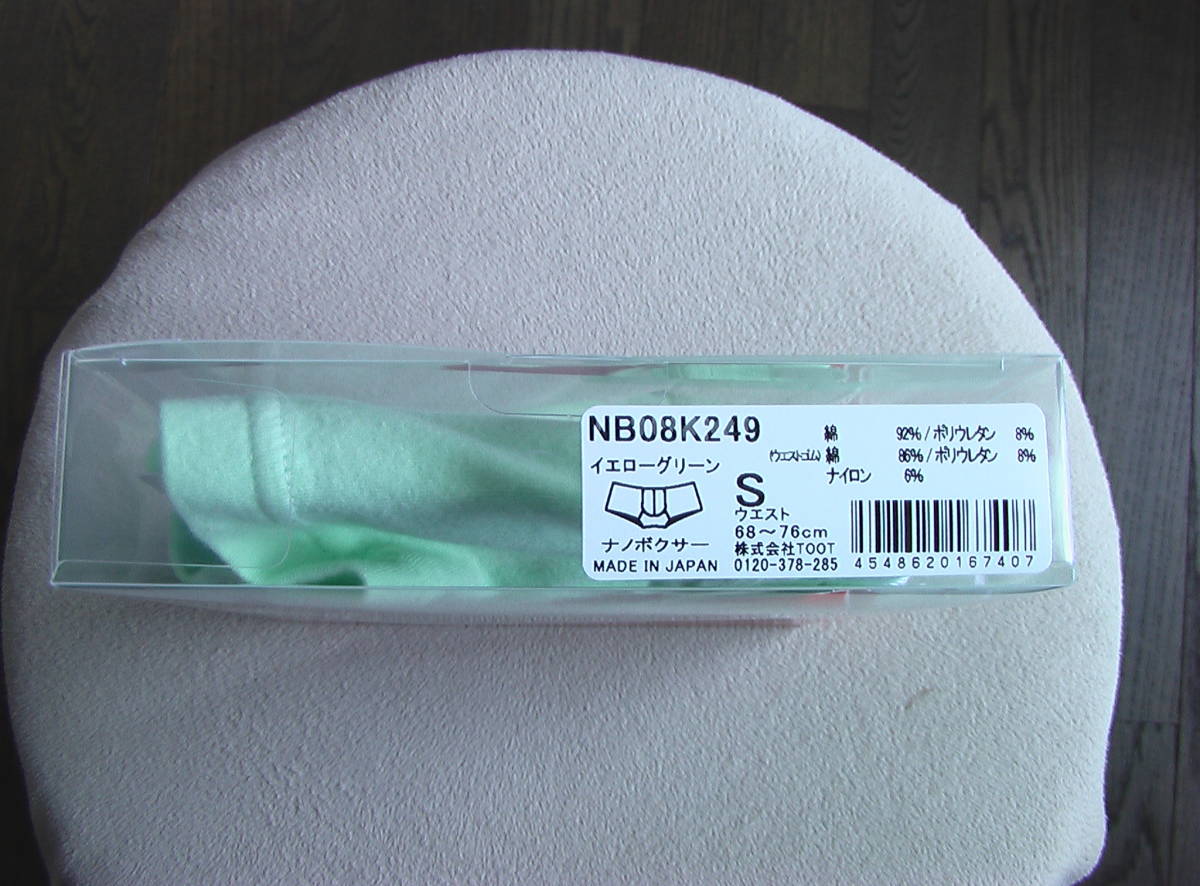 NB08K249
イエローグリーン
ナノボクサー
MADE IN JAPAN
綿 92% / ポリウレタン 8%
(ウエストゴム) 綿 86% / ポリウレタン 8%
ナイロン 6%
S
ウエスト
68～76cm
株式会社TOOT
0120-378-285
4548620167407